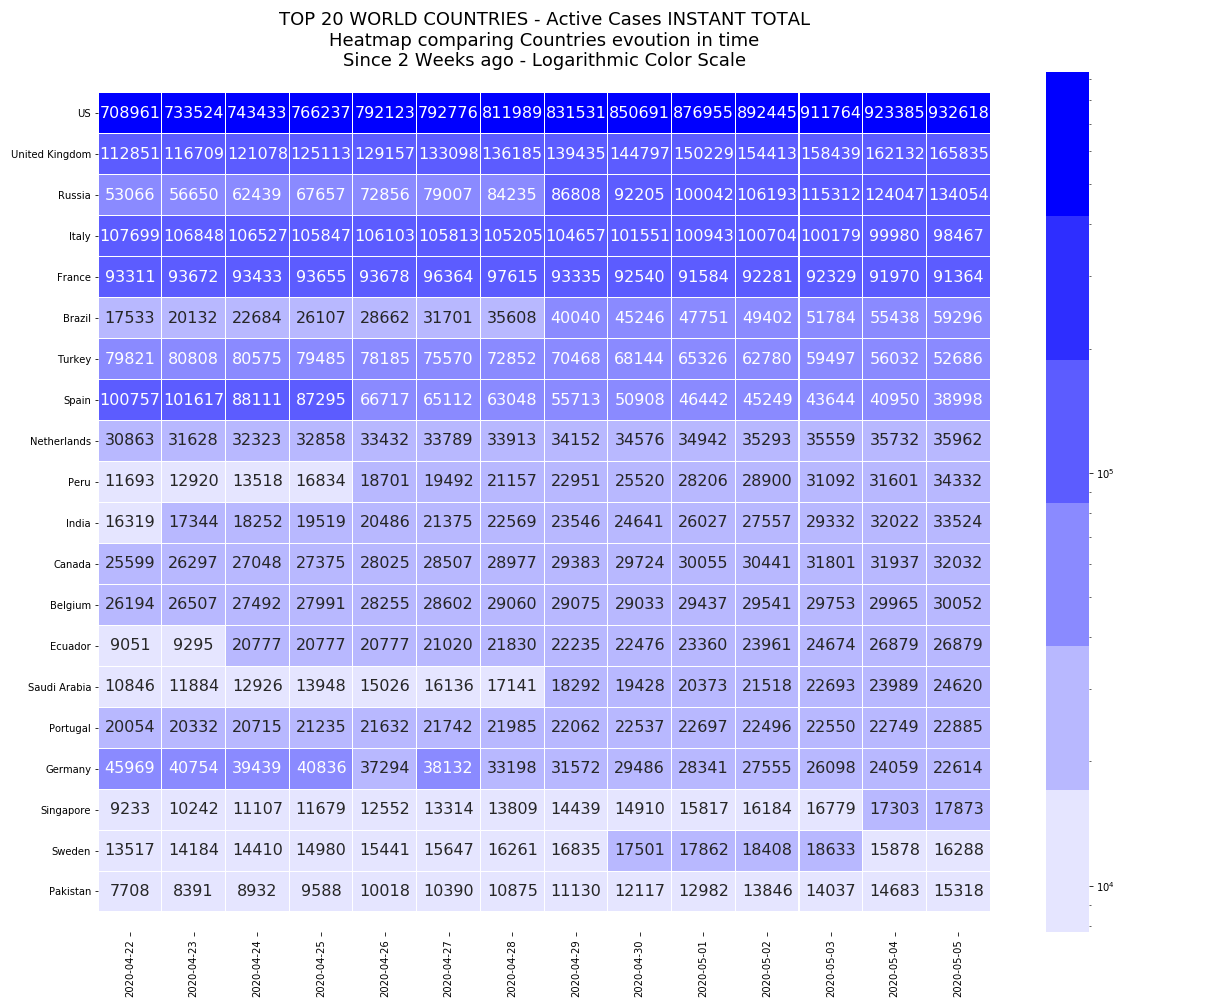 TOP 20 WORLD COUNTRIES - Active Cases INSTANT TOTAL
Heatmap comparing Countries evoution in time
Since 2 Weeks ago - Logarithmic Color Scale
US 708961 733524 743433 766237 792123 792776 811989 831531 850691 876955 892445 911764 923385 932618
United Kingdom 112851 116709 121078 125113 129157 133098 136185 139435 144797 150229 154413 158439 162132 165835
Russia 53066 56650 62439 67657 72856 79007 84235 86808 92205 100042 106193 115312 124047 134054
Italy 107699 106848 106527 105847 106103 105813 105205 104657 101551 100943 100704 100179 99980 98467
France 93311 93672 93433 93655 93678 96364 97615 93335 92540 91584 92281 92329 91970 91364
Brazil 17533 20132 22684 26107 28662 31701 35608 40040 45246 47751 49402 51784 55438 59296
Turkey 79821 80808 80575 79485 78185 75570 72852 70468 68144 65326 62780 59497 56032 52686
Spain 100757 101617 88111 87295 66717 65112 63048 55713 50908 46442 45249 43644 40950 38998
Netherlands 30863 31628 32323 32858 33432 33789 33913 34152 34576 34942 35293 35559 35732 35962
Peru 11693 12920 13518 16834 18701 19492 21157 22951 25520 28206 28900 31092 31601 34332
India 16319 17344 18252 19519 20486 21375 22569 23546 24641 26027 27557 29332 32022 33524
Canada 25599 26297 27048 27375 28025 28507 28977 29383 29724 30055 30441 31801 31937 32032
Belgium 26194 26507 27492 27991 28255 28602 29060 29075 29033 29437 29541 29753 29965 30052
Ecuador 9051 9295 20777 20777 20777 21020 21830 22235 22476 23360 23961 24674 26879 26879
Saudi Arabia 10846 11884 12926 13948 15026 16136 17141 18292 19428 20373 21518 22693 23989 24620
Portugal 20054 20332 20715 21235 21632 21742 21985 22062 22537 22697 22496 22550 22749 22885
Germany 45969 40754 39439 40836 37294 38132 33198 31572 29486 28341 27555 26098 24059 22614
Singapore 9233 10242 11107 11679 12552 13314 13809 14439 14910 15817 16184 16779 17303 17873
Sweden 13517 14184 14410 14980 15441 15647 16261 16835 17501 17862 18408 18633 15878 16288
Pakistan 7708 8391 8932 9588 10018 10390 10875 11130 12117 12982 13846 14037 14683 15318
2020-04-22 2020-04-23 2020-04-24 2020-04-25 2020-04-26 2020-04-27 2020-04-28 2020-04-29 2020-04-30 2020-05-01 2020-05-02 2020-05-03 2020-05-04 2020-05-05
10⁵
10⁴